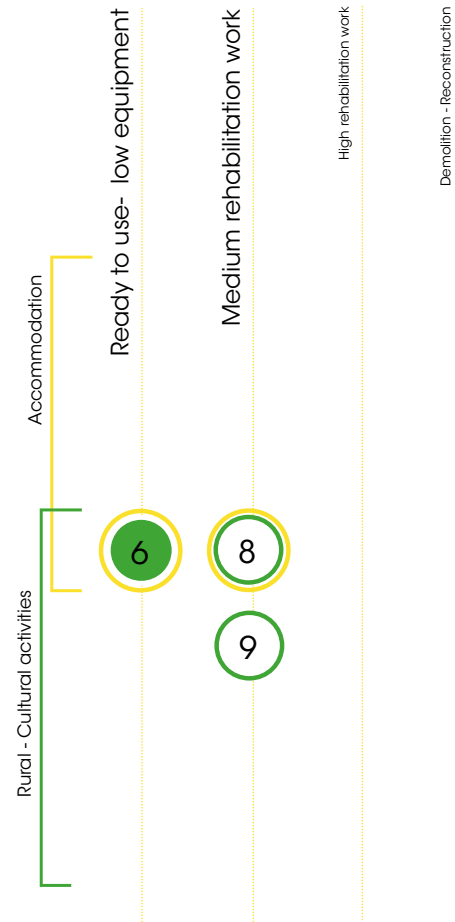 Ready to use- low equipment
Medium rehabilitation work
High rehabilitation work
Demolition - Reconstruction
Accommodation
Rural - Cultural activities
6
8
9